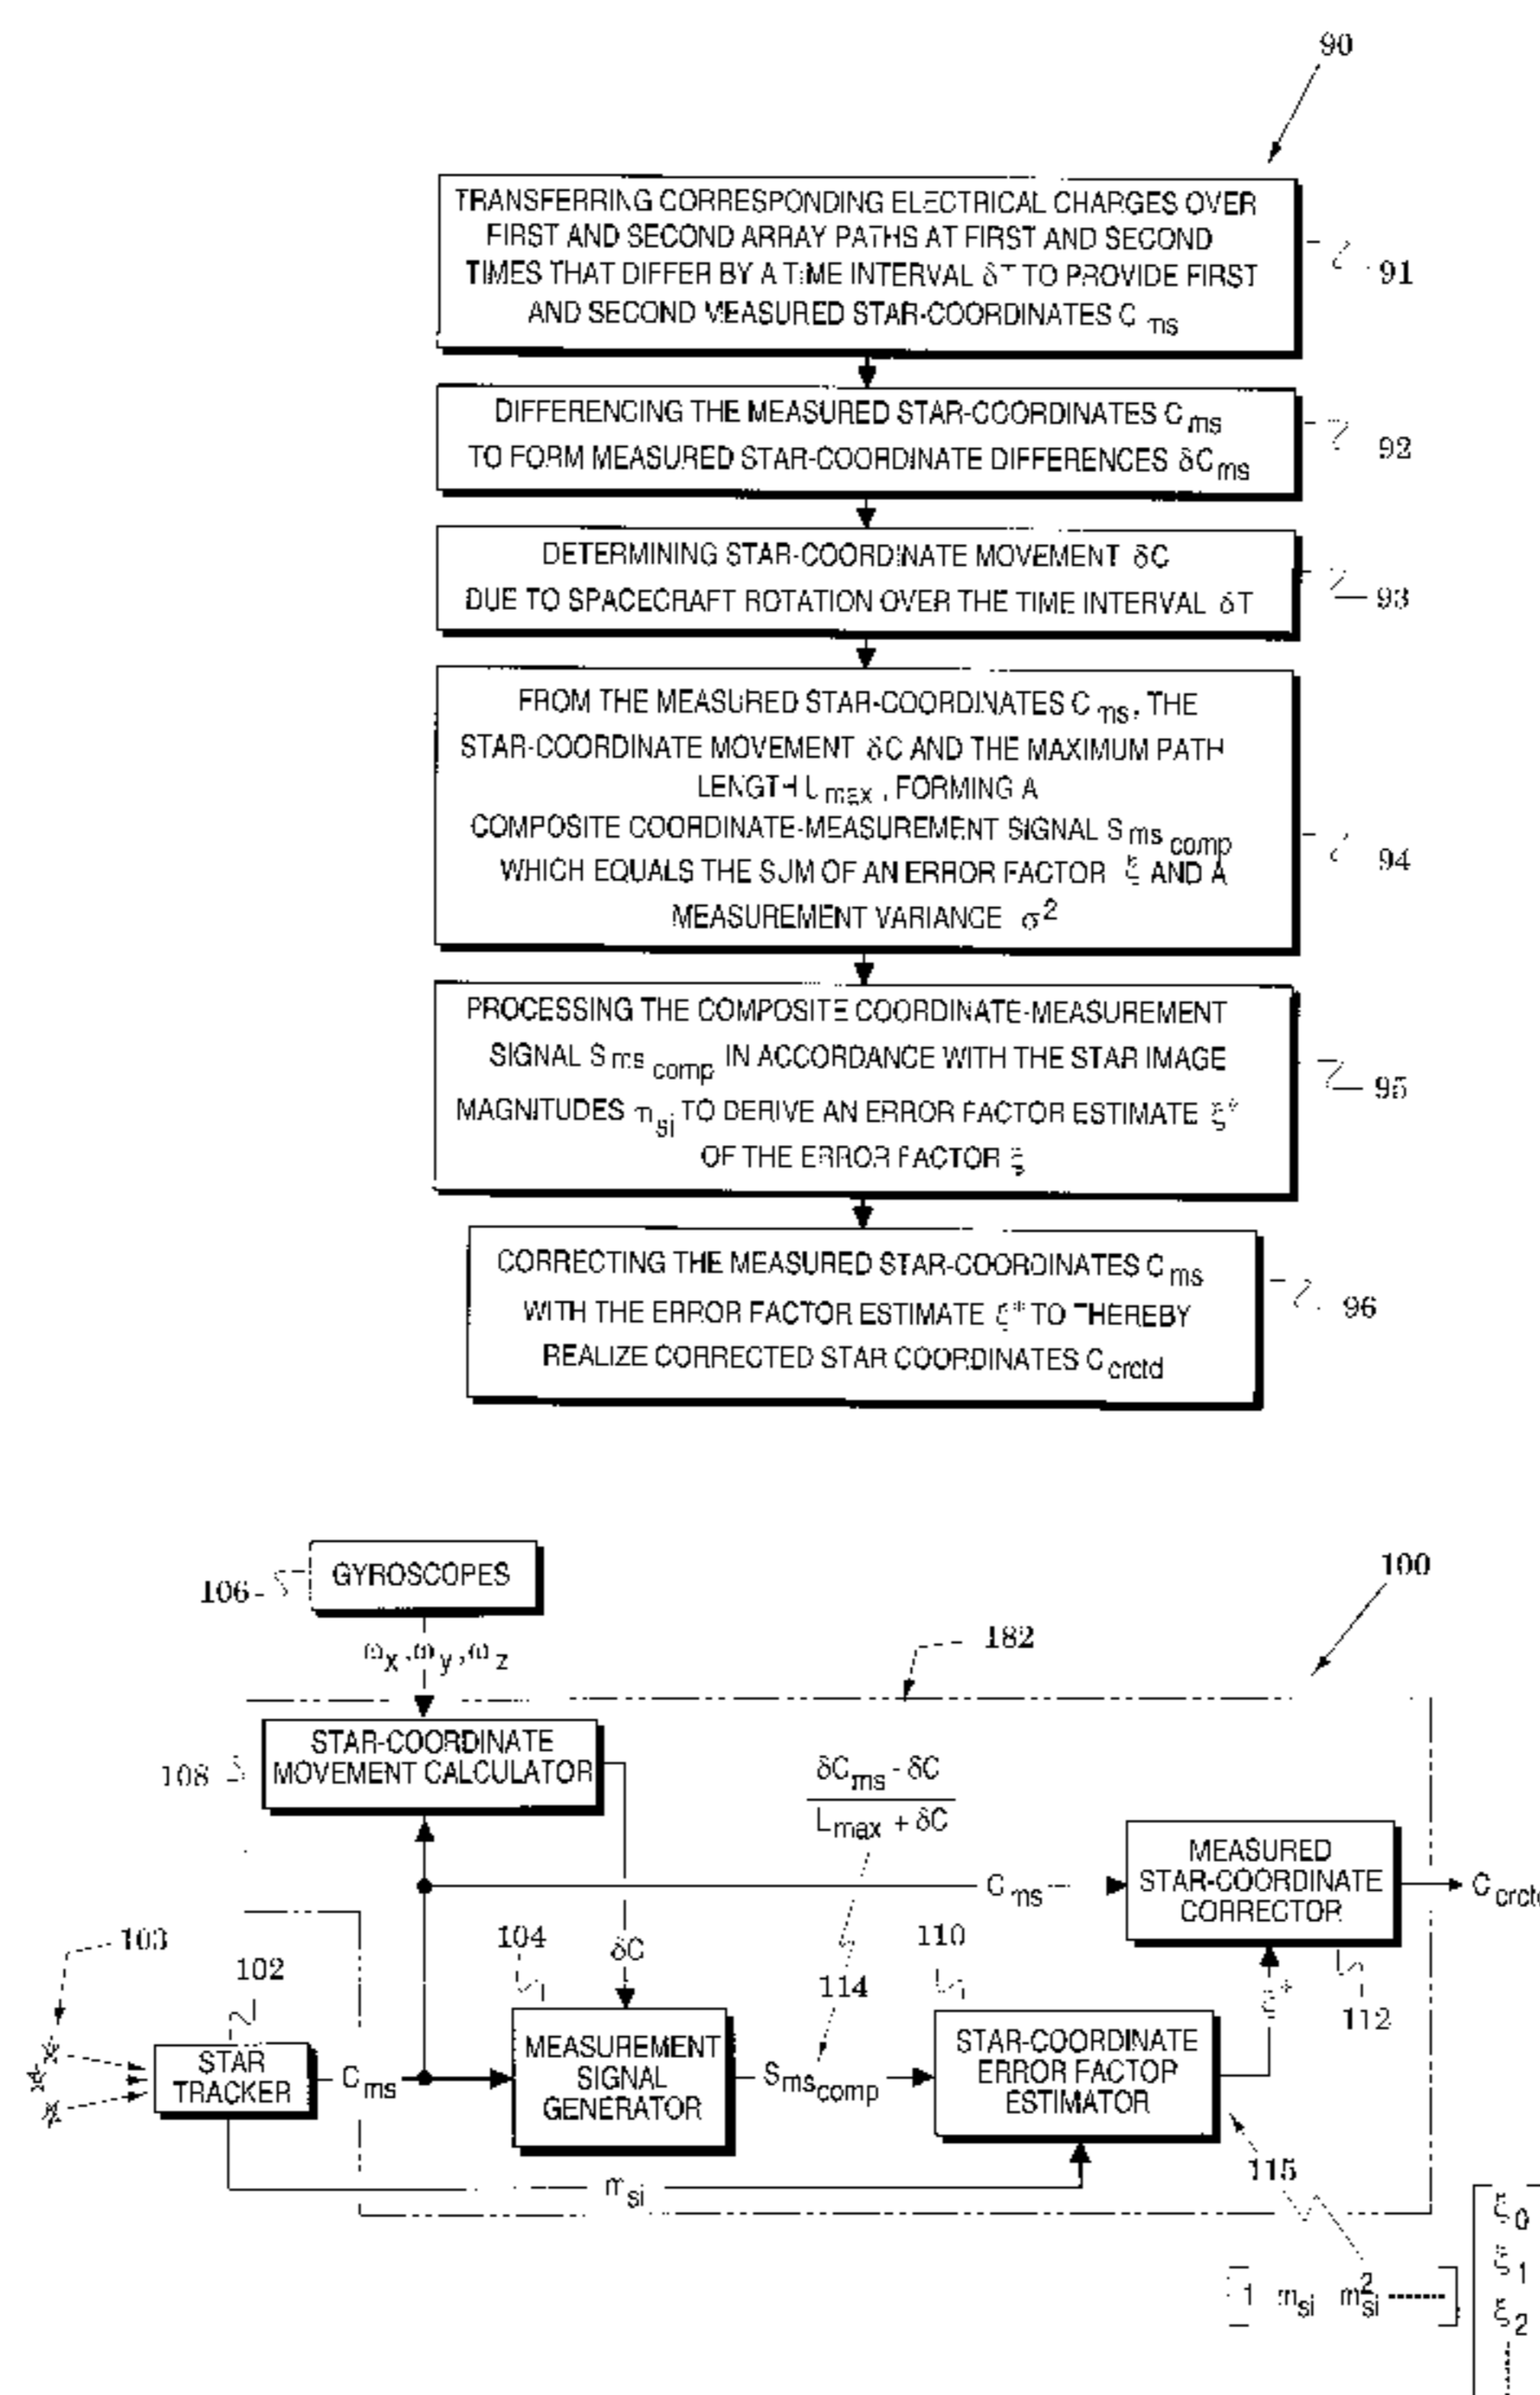 90
TRANSFERRING CORRESPONDING ELECTRICAL CHARGES OVER
FIRST AND SECOND ARRAY PATHS AT FIRST AND SECOND
TIMES THAT DIFFER BY A TIME INTERVAL δT TO PROVIDE FIRST
AND SECOND MEASURED STAR-COORDINATES C ms
91
DIFFERENCING THE MEASURED STAR-COORDINATES C ms
TO FORM MEASURED STAR-COORDINATE DIFFERENCES δCms
92
DETERMINING STAR-COORDINATE MOVEMENT δC
DUE TO SPACECRAFT ROTATION OVER THE TIME INTERVAL δT
93
FROM THE MEASURED STAR-COORDINATES C ms, THE
STAR-COORDINATE MOVEMENT δC AND THE MAXIMUM PATH
LENGTH L max, FORMING A
COMPOSITE COORDINATE-MEASUREMENT SIGNAL S ms comp
WHICH EQUALS THE SUM OF AN ERROR FACTOR ξ AND A
MEASUREMENT VARIANCE σ²
94
PROCESSING THE COMPOSITE COORDINATE-MEASUREMENT
SIGNAL S ms comp IN ACCORDANCE WITH THE STAR IMAGE
MAGNITUDES m si TO DERIVE AN ERROR FACTOR ESTIMATE ξ*
OF THE ERROR FACTOR ξ
95
CORRECTING THE MEASURED STAR-COORDINATES C ms
WITH THE ERROR FACTOR ESTIMATE ξ* TO THEREBY
REALIZE CORRECTED STAR COORDINATES C crctd
96
GYROSCOPES
106
100
ωx, ωy, ωz
182
STAR-COORDINATE
MOVEMENT CALCULATOR
108
δCms - δC
Lmax + δC
MEASURED
STAR-COORDINATE
CORRECTOR
C ms
C crctd
103
102
104
δC
114
110
ξ*
112
STAR
TRACKER
C ms
MEASUREMENT
SIGNAL
GENERATOR
S ms comp
STAR-COORDINATE
ERROR FACTOR
ESTIMATOR
115
m si
1 m si m²si
ξ0
ξ1
ξ2